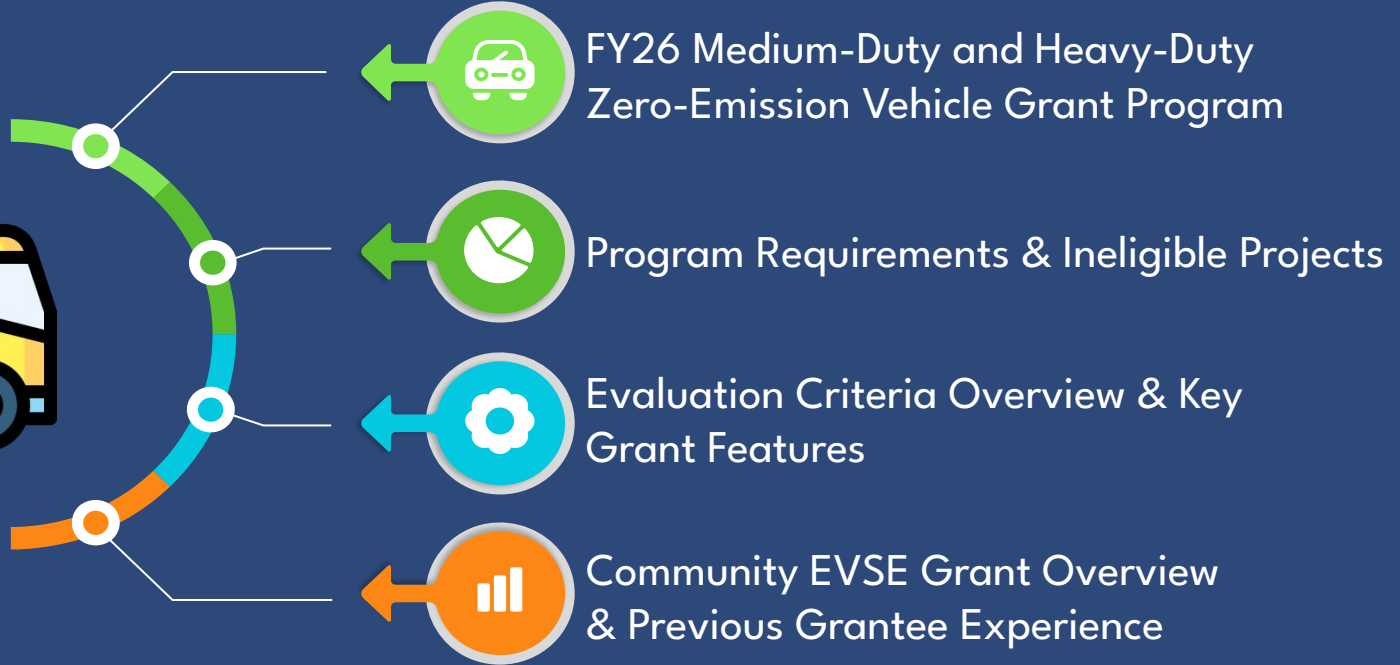 FY26 Medium-Duty and Heavy-Duty
Zero-Emission Vehicle Grant Program
Program Requirements & Ineligible Projects
Evaluation Criteria Overview & Key
Grant Features
Community EVSE Grant Overview
& Previous Grantee Experience